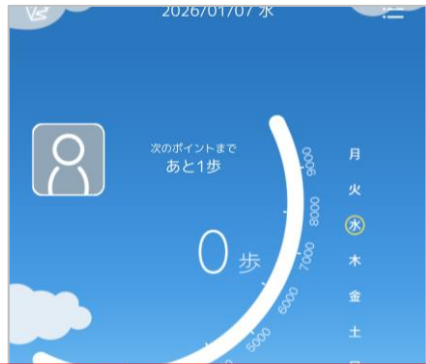 2026/01/07 水
次のポイントまで
あと1歩
0 歩
9000
8000
7000
6000
5000
月
火
水
木
金
土